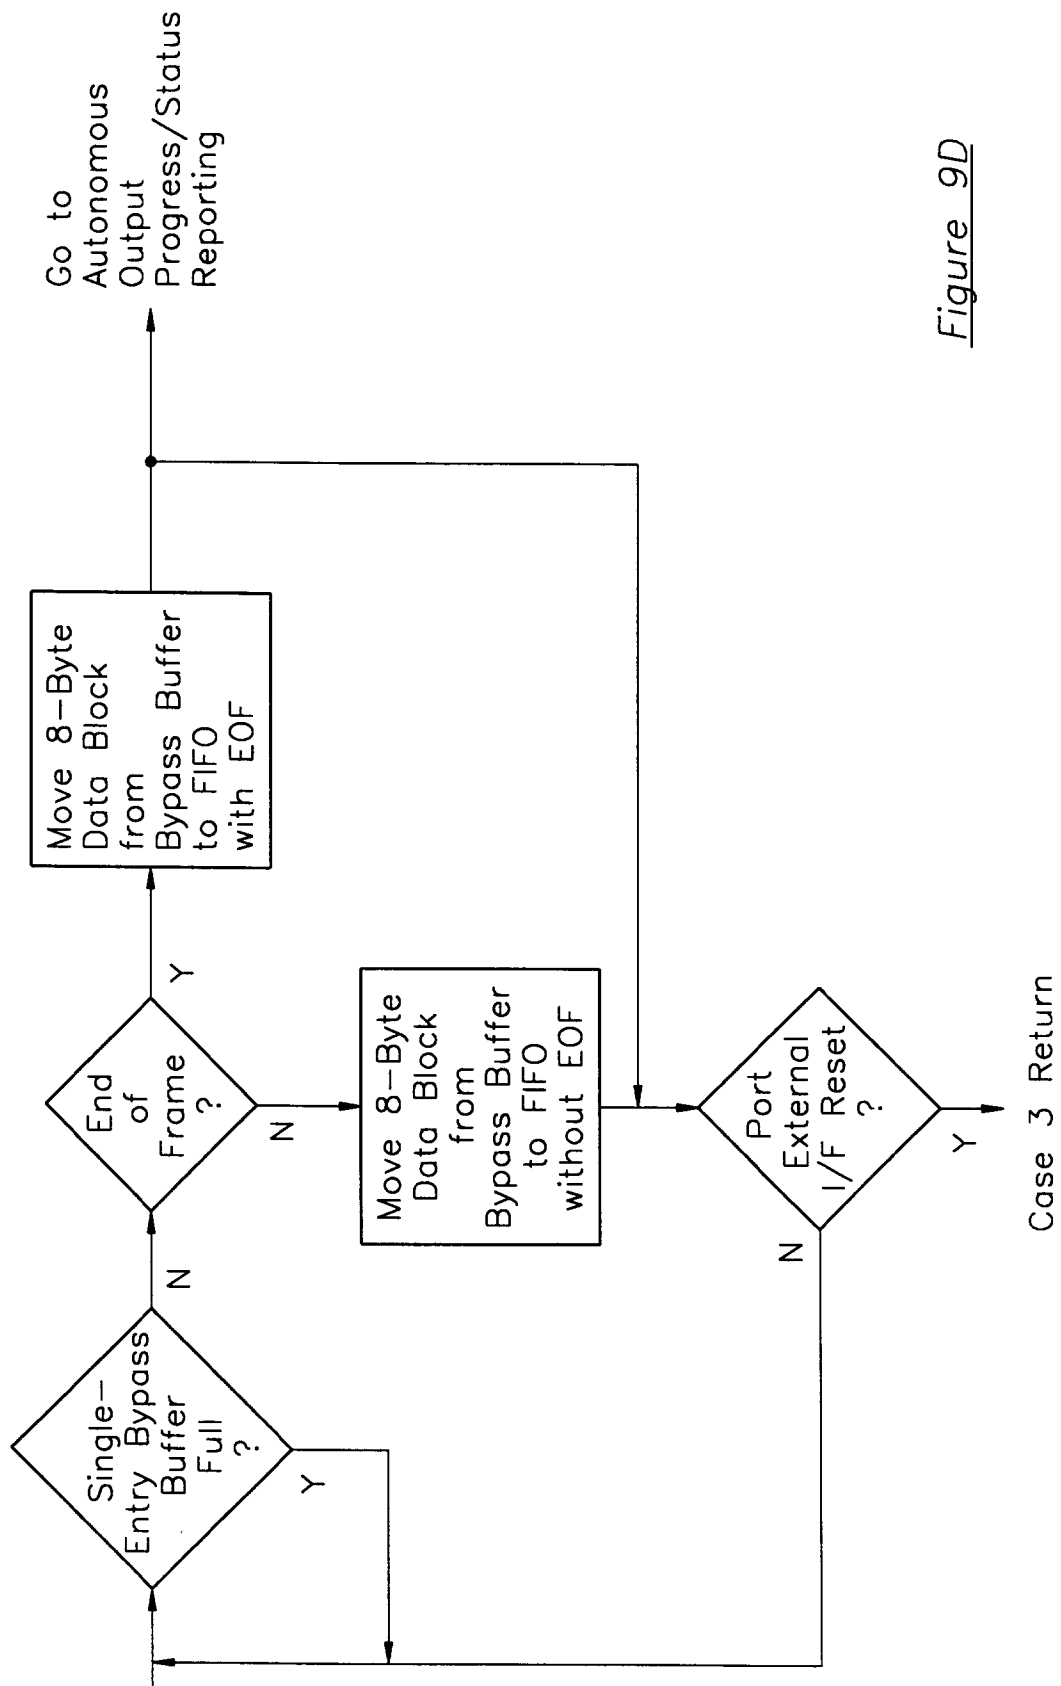 Single-
Entry Bypass
Buffer
Full
?
Y
N
End
of
Frame
?
Y
N
Move 8-Byte
Data Block
from
Bypass Buffer
to FIFO
with EOF
Go to
Autonomous
Output
Progress/Status
Reporting
Move 8-Byte
Data Block
from
Bypass Buffer
to FIFO
without EOF
Port
External
I/F Reset
?
N
Y
Case 3 Return
Figure 9D